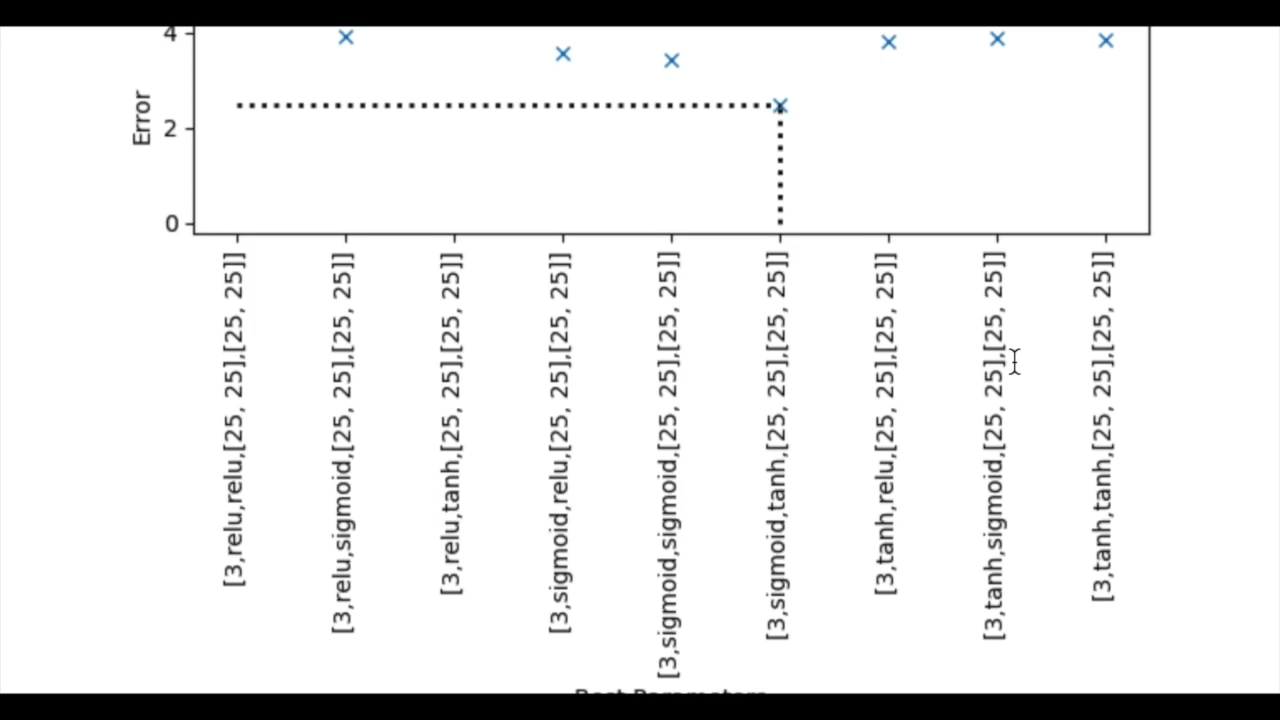 4
2
0
Error
[3,relu,relu,[25, 25],[25, 25]]
[3,relu,sigmoid,[25, 25],[25, 25]]
[3,relu,tanh,[25, 25],[25, 25]]
[3,sigmoid,relu,[25, 25],[25, 25]]
[3,sigmoid,sigmoid,[25, 25],[25, 25]]
[3,sigmoid,tanh,[25, 25],[25, 25]]
[3,tanh,relu,[25, 25],[25, 25]]
[3,tanh,sigmoid,[25, 25],[25, 25]]
[3,tanh,tanh,[25, 25],[25, 25]]